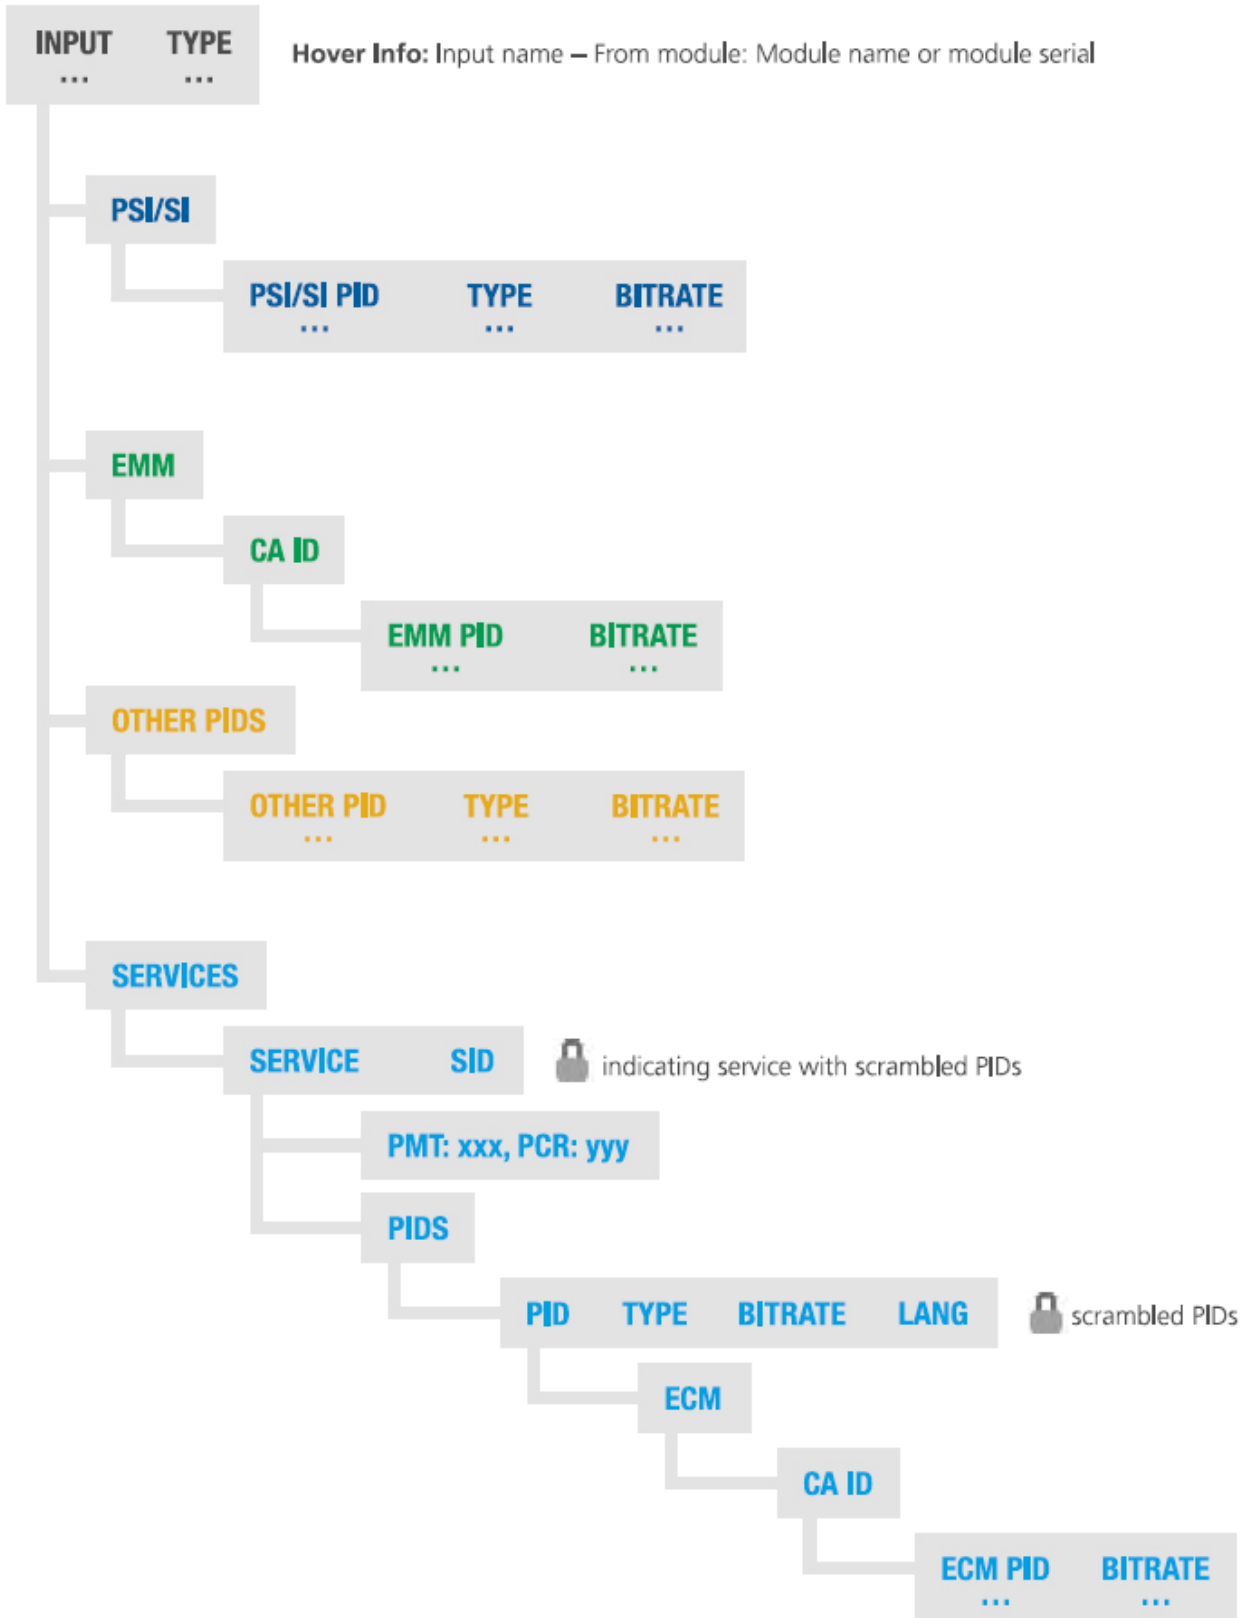 INPUT TYPE
... ...
Hover Info: Input name – From module: Module name or module serial
PSI/SI
PSI/SI PID TYPE BITRATE
... ... ...
EMM
CA ID
EMM PID BITRATE
... ...
OTHER PIDS
OTHER PID TYPE BITRATE
... ... ...
SERVICES
SERVICE SID
indicating service with scrambled PIDs
PMT: xxx, PCR: yyy
PIDS
PID TYPE BITRATE LANG
scrambled PIDs
ECM
CA ID
ECM PID BITRATE
... ...